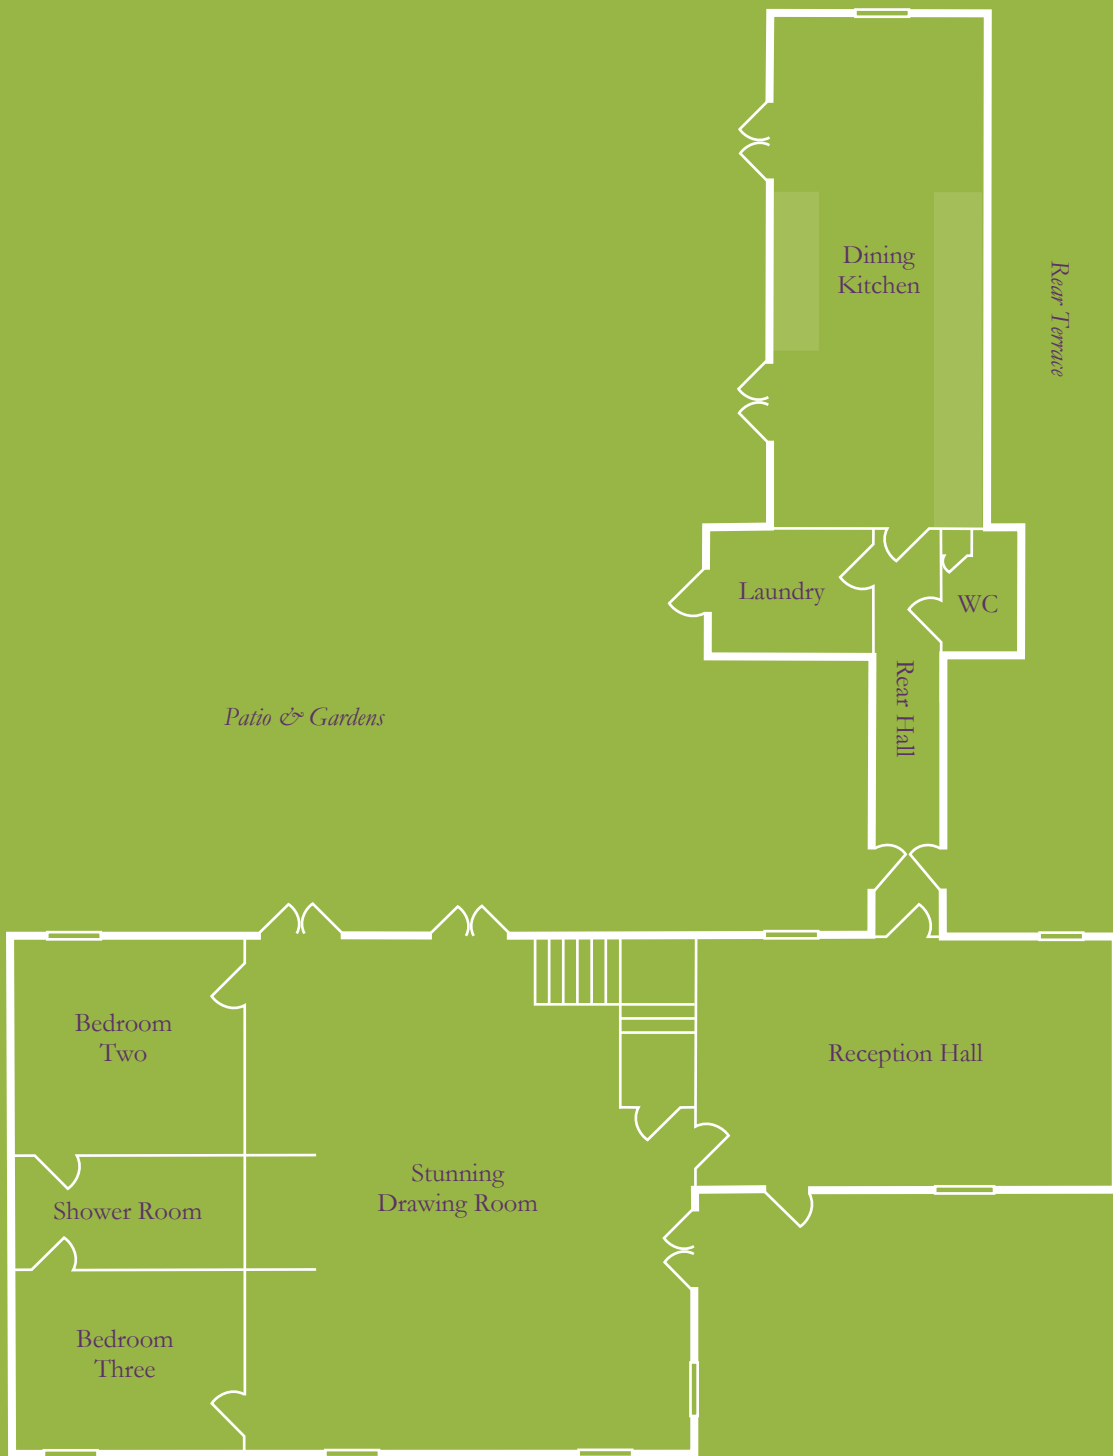 Dining
Kitchen
Rear Terrace
Laundry
WC
Rear Hall
Patio & Gardens
Bedroom
Two
Reception Hall
Stunning
Drawing Room
Shower Room
Bedroom
Three